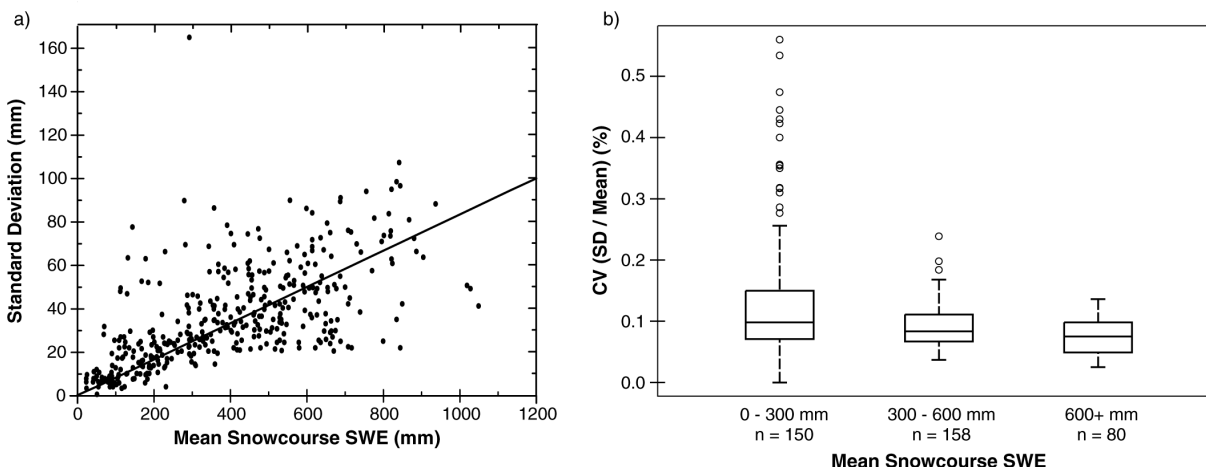 a)
Standard Deviation (mm)
160
140
120
100
80
60
40
20
0
0 200 400 600 800 1000 1200
Mean Snowcourse SWE (mm)
b)
CV (SD / Mean) (%)
0.5
0.4
0.3
0.2
0.1
0.0
0 - 300 mm 300 - 600 mm 600+ mm
n = 150 n = 158 n = 80
Mean Snowcourse SWE